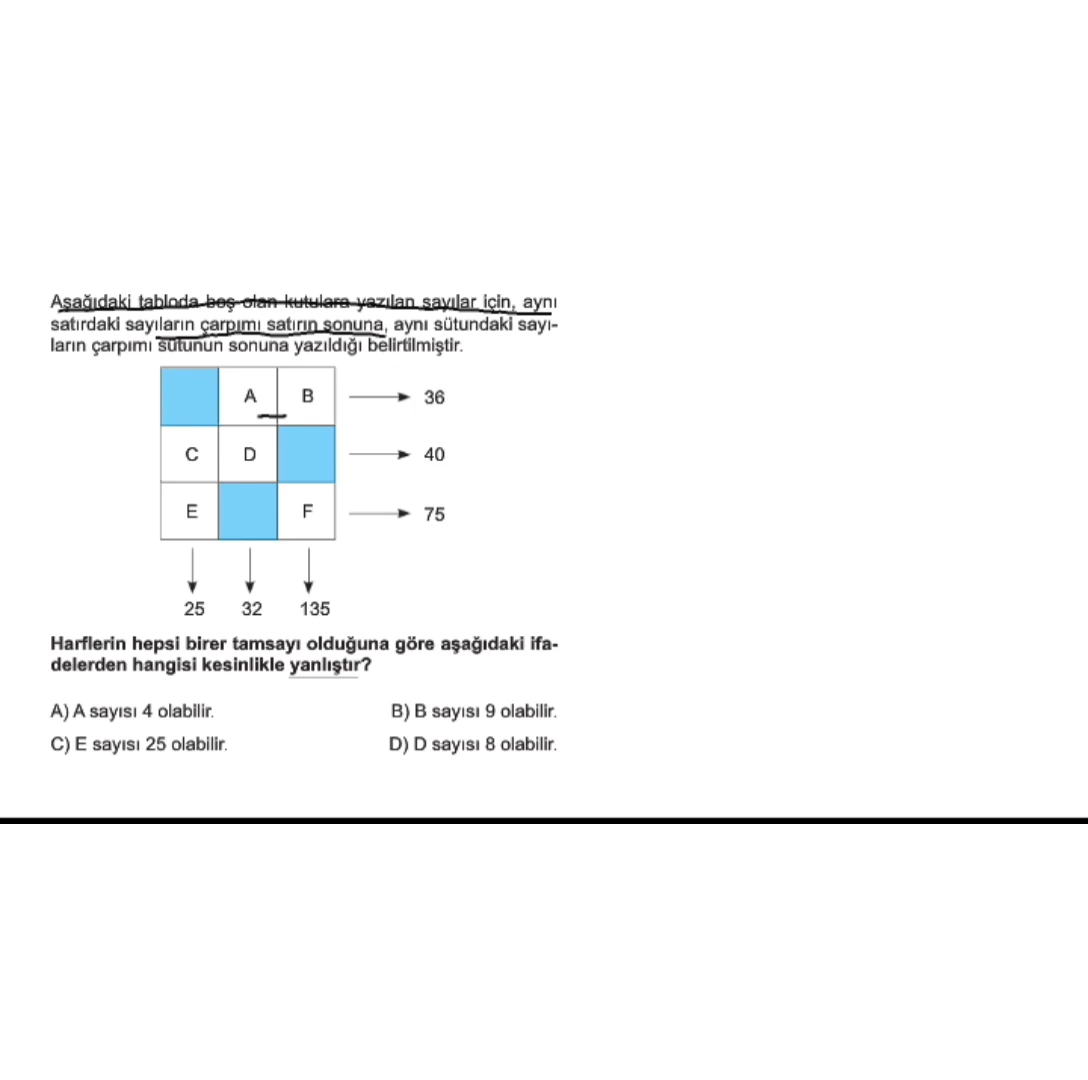 Aşağıdaki tabloda boş olan kutulara yazılan sayılar için, aynı
satırdaki sayıların çarpımı satırın sonuna, aynı sütundaki sayı-
ların çarpımı sütunun sonuna yazıldığı belirtilmiştir.
A B 36
C D 40
E F 75
25 32 135
Harflerin hepsi birer tamsayı olduğuna göre aşağıdaki ifa-
delerden hangisi kesinlikle yanlıştır?
A) A sayısı 4 olabilir. B) B sayısı 9 olabilir.
C) E sayısı 25 olabilir. D) D sayısı 8 olabilir.